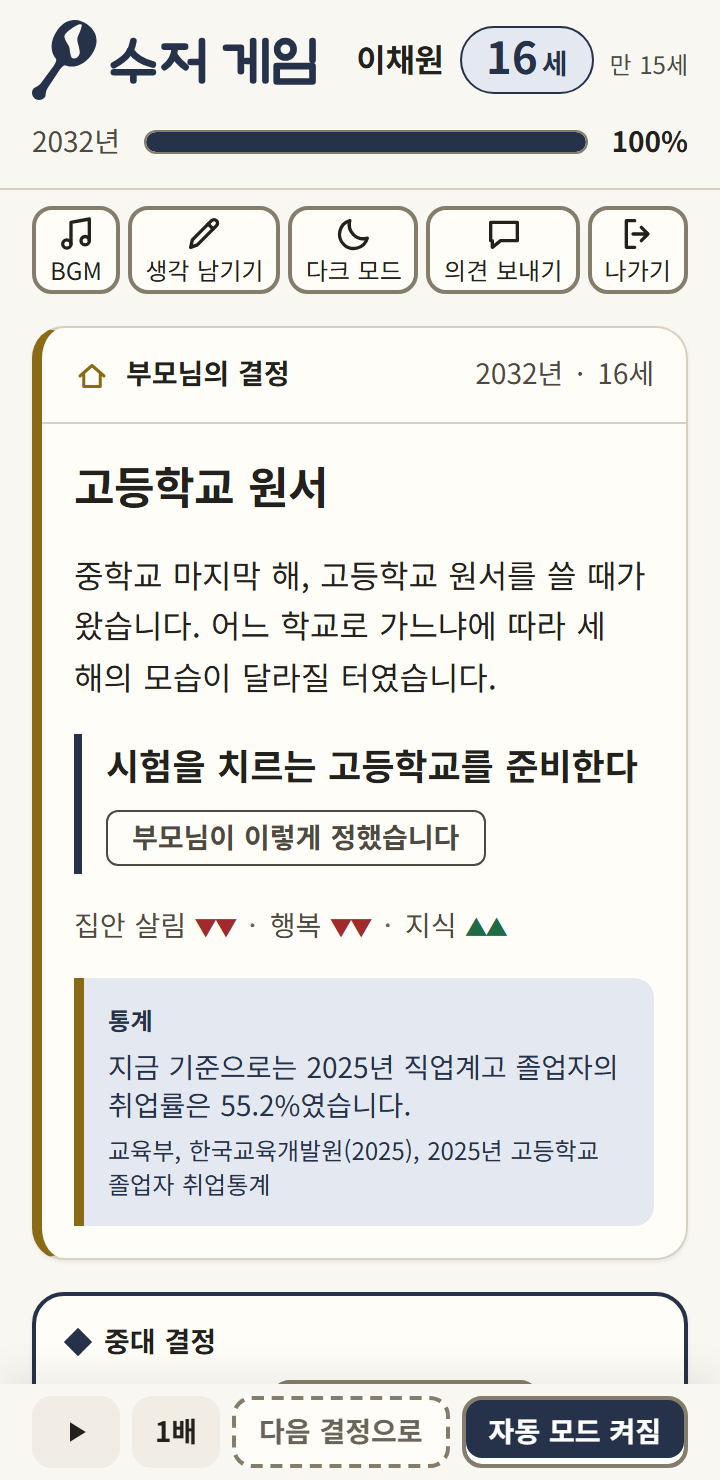 수저 게임 이채원 16세 만 15세
2032년 100%
BGM 생각 남기기 다크 모드 의견 보내기 나가기
부모님의 결정 2032년 · 16세
고등학교 원서
중학교 마지막 해, 고등학교 원서를 쓸 때가
왔습니다. 어느 학교로 가느냐에 따라 세
해의 모습이 달라질 터였습니다.
시험을 치르는 고등학교를 준비한다
부모님이 이렇게 정했습니다
집안 살림 ▼▼ · 행복 ▼▼ · 지식 ▲▲
통계
지금 기준으로는 2025년 직업계고 졸업자의
취업률은 55.2%였습니다.
교육부, 한국교육개발원(2025), 2025년 고등학교
졸업자 취업통계
중대 결정
1배 다음 결정으로 자동 모드 켜짐